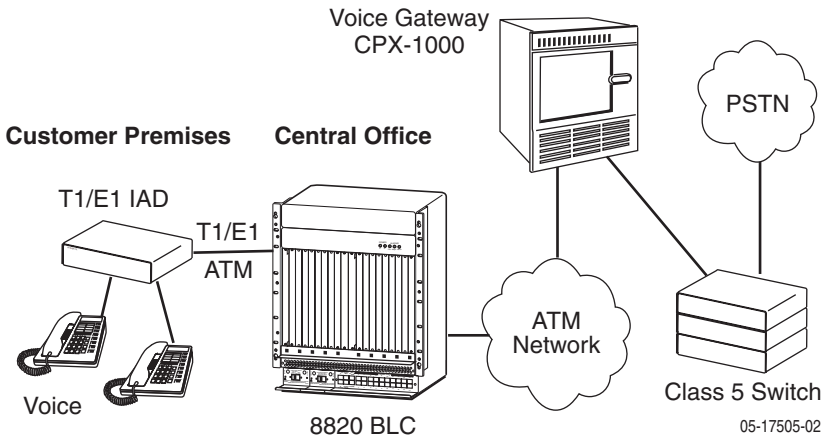 Voice Gateway
CPX-1000
PSTN
Customer Premises
Central Office
T1/E1 IAD
T1/E1
ATM
ATM
Network
Voice
8820 BLC
Class 5 Switch
05-17505-02